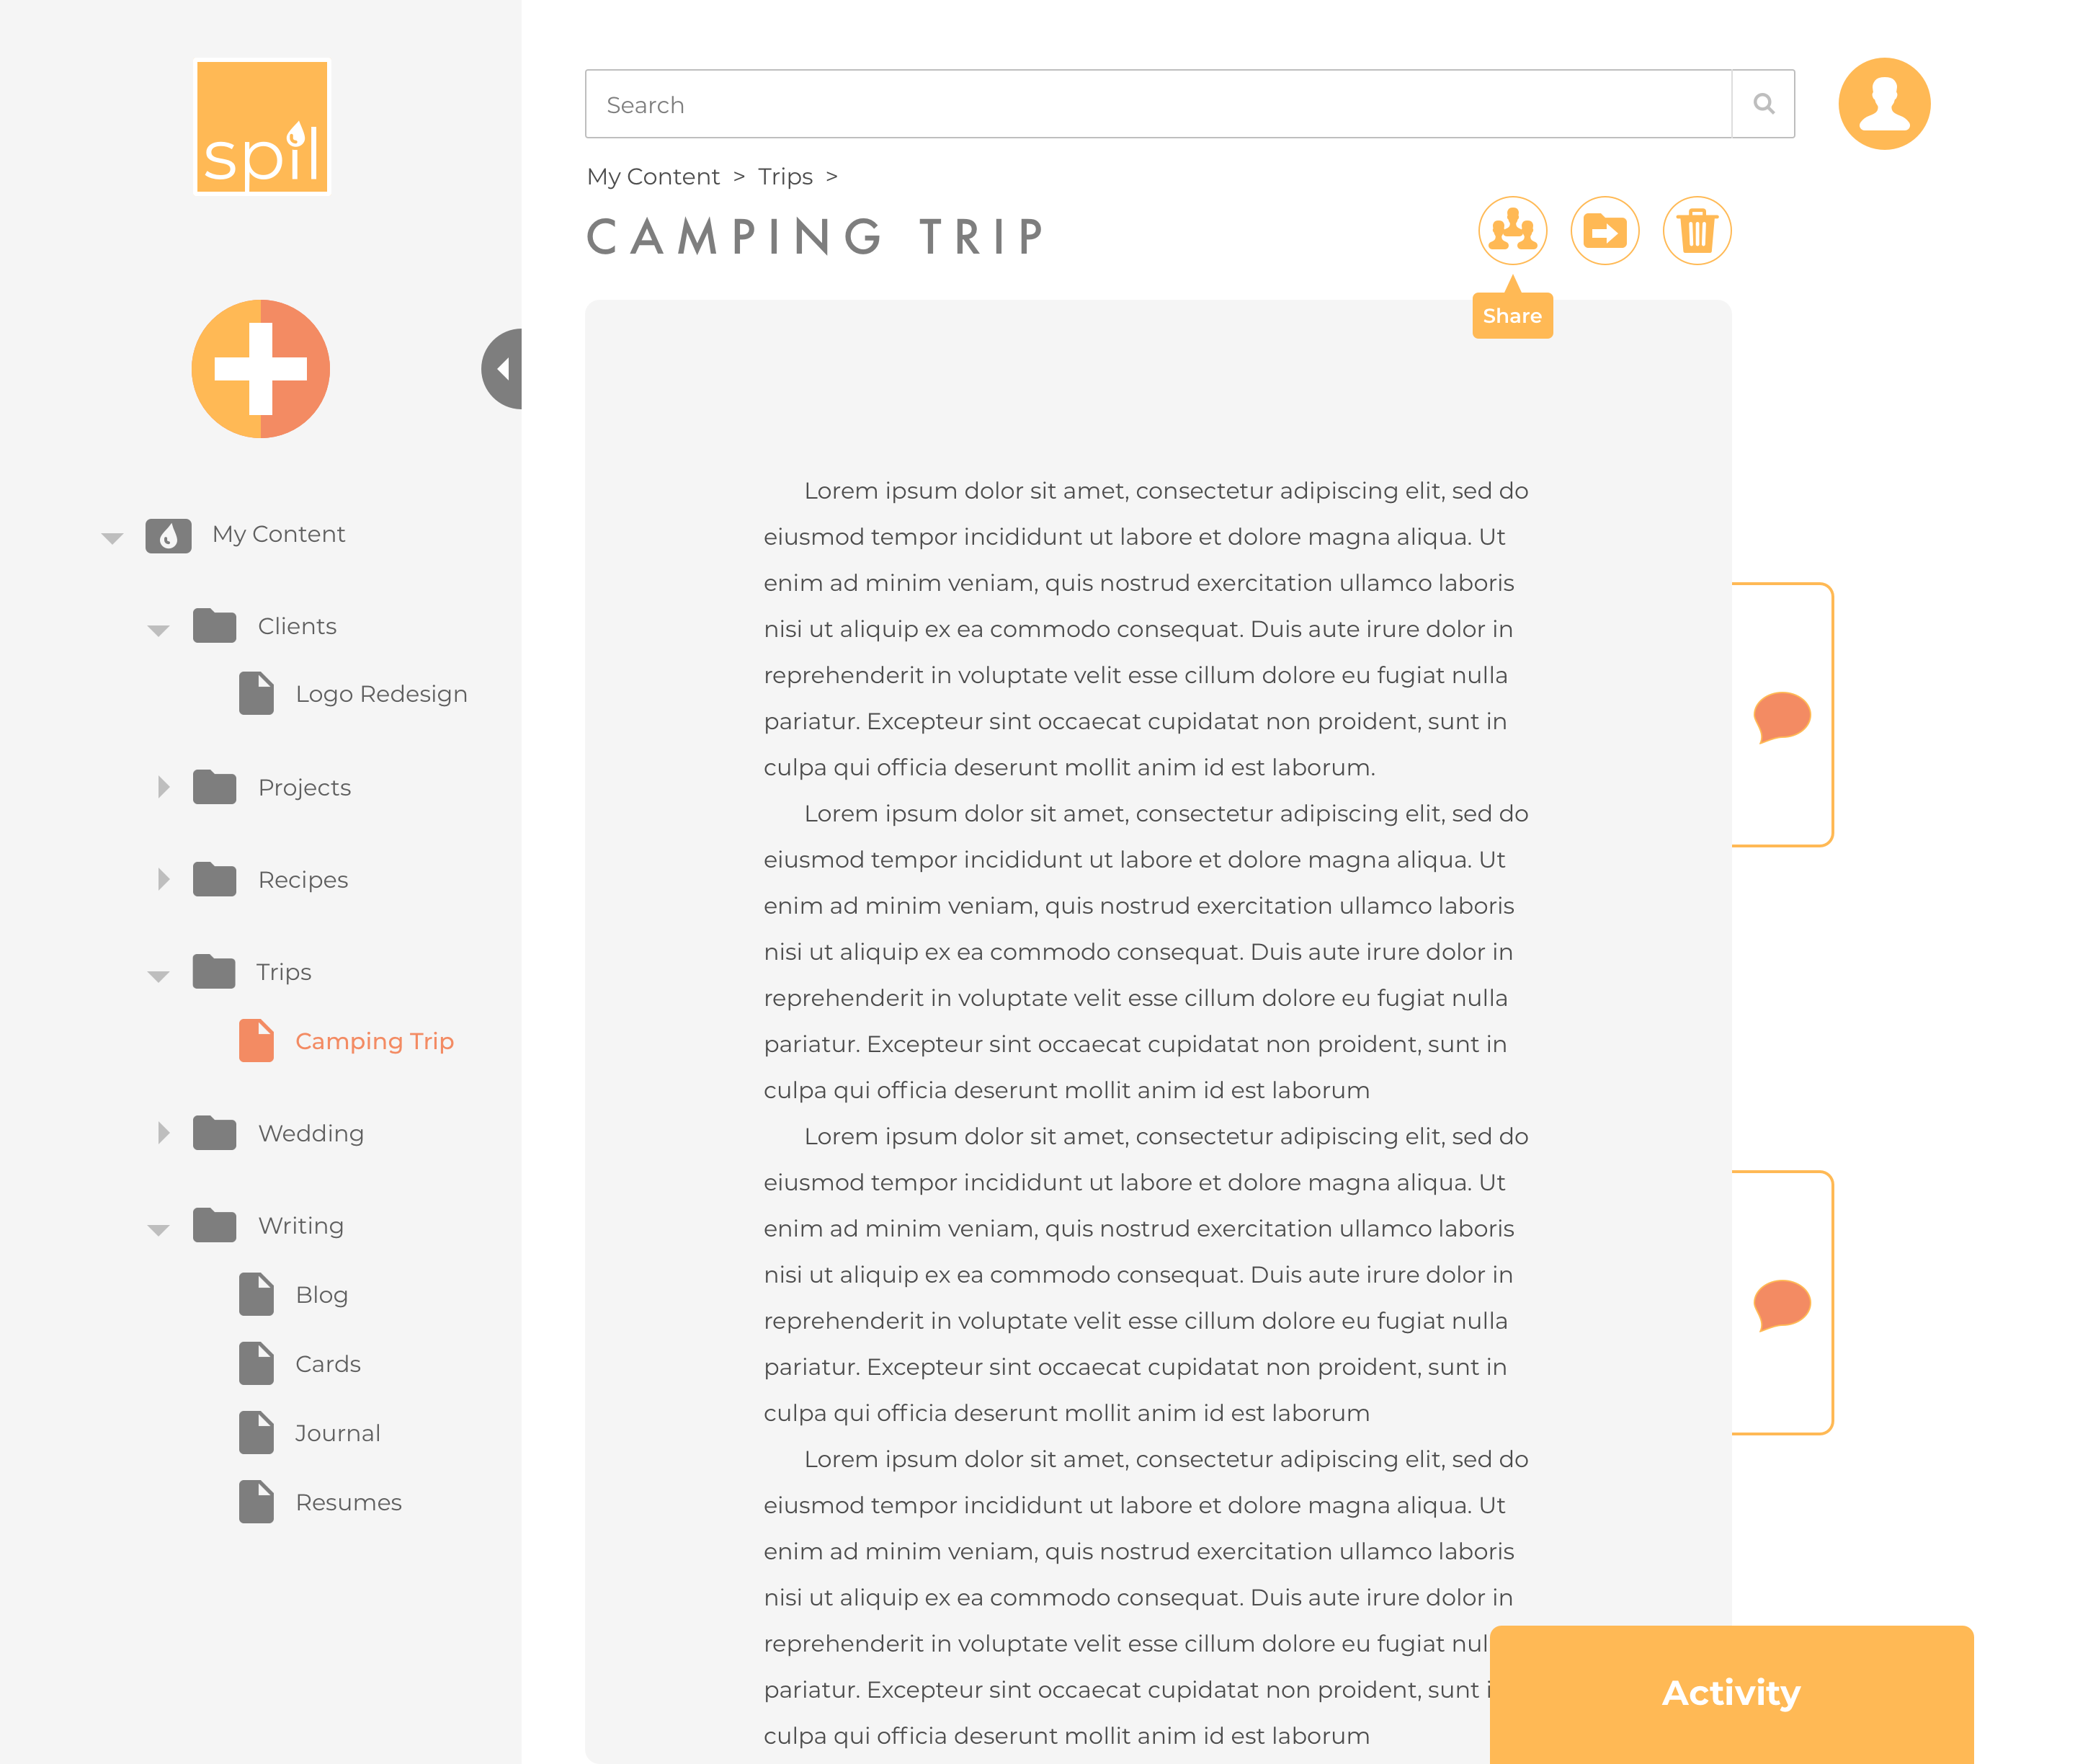 spil
My Content
Clients
Logo Redesign
Projects
Recipes
Trips
Camping Trip
Wedding
Writing
Blog
Cards
Journal
Resumes
Search
My Content > Trips >
CAMPING TRIP
Share
Lorem ipsum dolor sit amet, consectetur adipiscing elit, sed do
eiusmod tempor incididunt ut labore et dolore magna aliqua. Ut
enim ad minim veniam, quis nostrud exercitation ullamco laboris
nisi ut aliquip ex ea commodo consequat. Duis aute irure dolor in
reprehenderit in voluptate velit esse cillum dolore eu fugiat nulla
pariatur. Excepteur sint occaecat cupidatat non proident, sunt in
culpa qui officia deserunt mollit anim id est laborum.
Lorem ipsum dolor sit amet, consectetur adipiscing elit, sed do
eiusmod tempor incididunt ut labore et dolore magna aliqua. Ut
enim ad minim veniam, quis nostrud exercitation ullamco laboris
nisi ut aliquip ex ea commodo consequat. Duis aute irure dolor in
reprehenderit in voluptate velit esse cillum dolore eu fugiat nulla
pariatur. Excepteur sint occaecat cupidatat non proident, sunt in
culpa qui officia deserunt mollit anim id est laborum
Lorem ipsum dolor sit amet, consectetur adipiscing elit, sed do
eiusmod tempor incididunt ut labore et dolore magna aliqua. Ut
enim ad minim veniam, quis nostrud exercitation ullamco laboris
nisi ut aliquip ex ea commodo consequat. Duis aute irure dolor in
reprehenderit in voluptate velit esse cillum dolore eu fugiat nulla
pariatur. Excepteur sint occaecat cupidatat non proident, sunt in
culpa qui officia deserunt mollit anim id est laborum
Lorem ipsum dolor sit amet, consectetur adipiscing elit, sed do
eiusmod tempor incididunt ut labore et dolore magna aliqua. Ut
enim ad minim veniam, quis nostrud exercitation ullamco laboris
nisi ut aliquip ex ea commodo consequat. Duis aute irure dolor in
reprehenderit in voluptate velit esse cillum dolore eu fugiat
pariatur. Excepteur sint occaecat cupidatat non proident, sunt
culpa qui officia deserunt mollit anim id est laborum
Activity